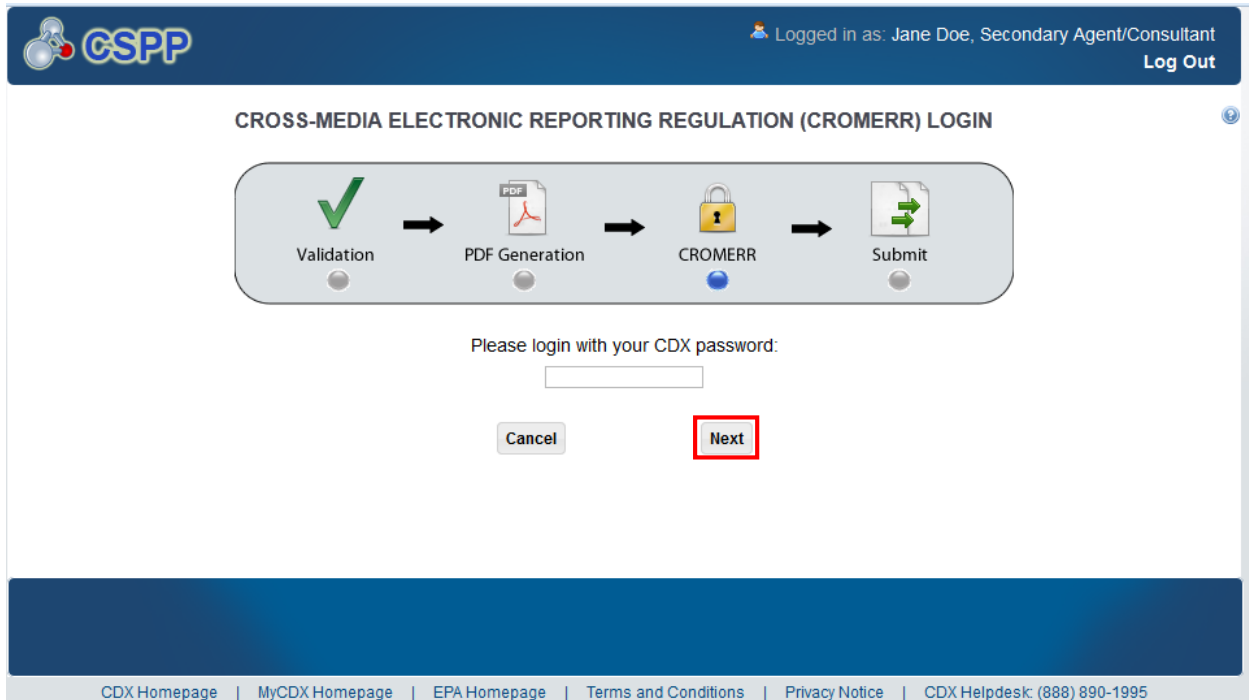 CSPP
Logged in as: Jane Doe, Secondary Agent/Consultant
Log Out
CROSS-MEDIA ELECTRONIC REPORTING REGULATION (CROMERR) LOGIN
PDF
Validation PDF Generation CROMERR Submit
Please login with your CDX password:
Cancel Next
CDX Homepage | MyCDX Homepage | EPA Homepage | Terms and Conditions | Privacy Notice | CDX Helpdesk: (888) 890-1995